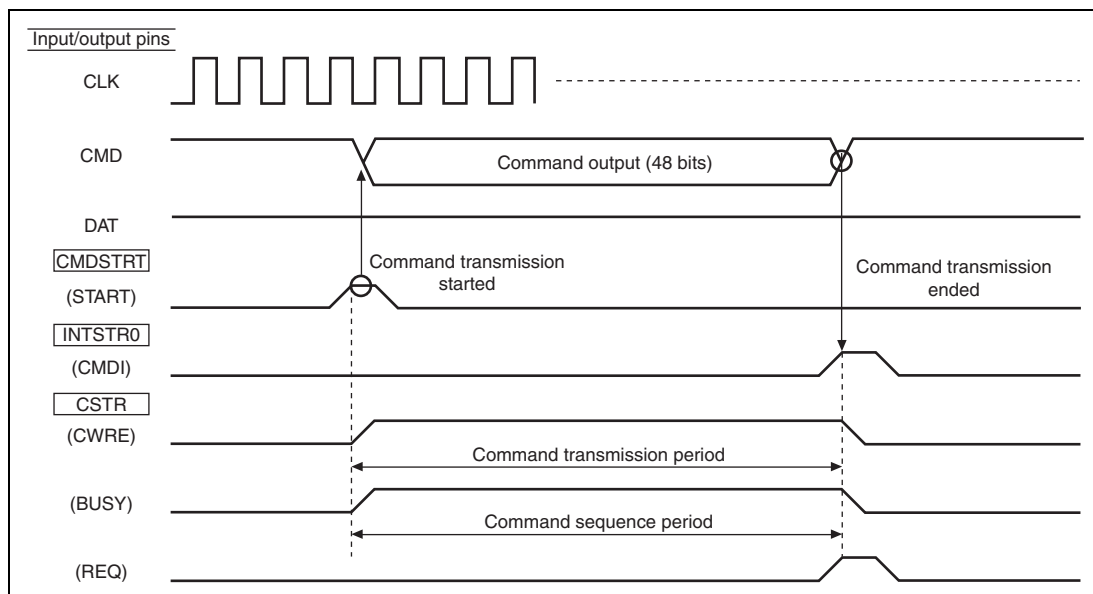 Input/output pins
CLK
CMD
Command output (48 bits)
DAT
CMDSTRT
(START)
Command transmission
started
Command transmission
ended
INTSTR0
(CMDI)
CSTR
(CWRE)
Command transmission period
(BUSY)
Command sequence period
(REQ)